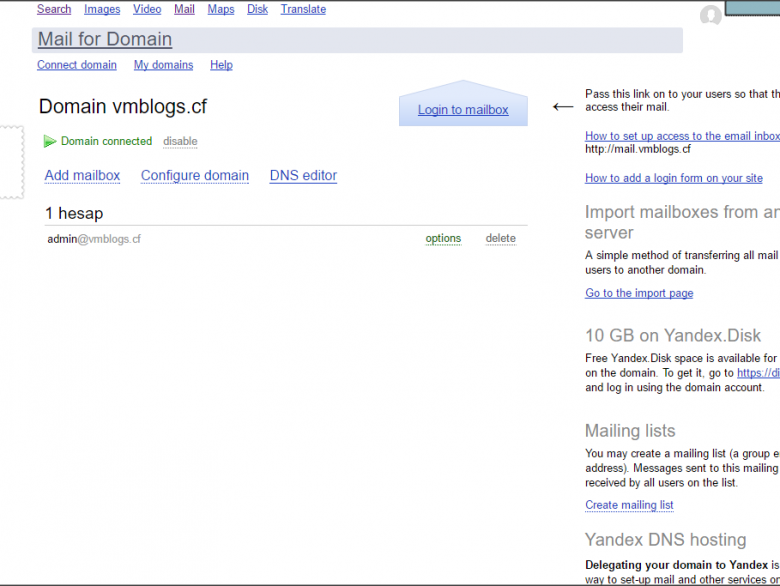 Search Images Video Mail Maps Disk Translate
Mail for Domain
Connect domain My domains Help
Domain vmblogs.cf
Login to mailbox
Domain connected disable
Add mailbox Configure domain DNS editor
1 hesap
admin@vmblogs.cf options delete
Pass this link on to your users so that
access their mail.
How to set up access to the email inbox
http://mail.vmblogs.cf
How to add a login form on your site
Import mailboxes from
server
A simple method of transferring all mail
users to another domain.
Go to the import page
10 GB on Yandex.Disk
Free Yandex.Disk space is available for
on the domain. To get it, go to https://di
and log in using the domain account.
Mailing lists
You may create a mailing list (a group
address). Messages sent to this mailing
received by all users on the list.
Create mailing list
Yandex DNS hosting
Delegating your domain to Yandex is
way to set-up mail and other services or